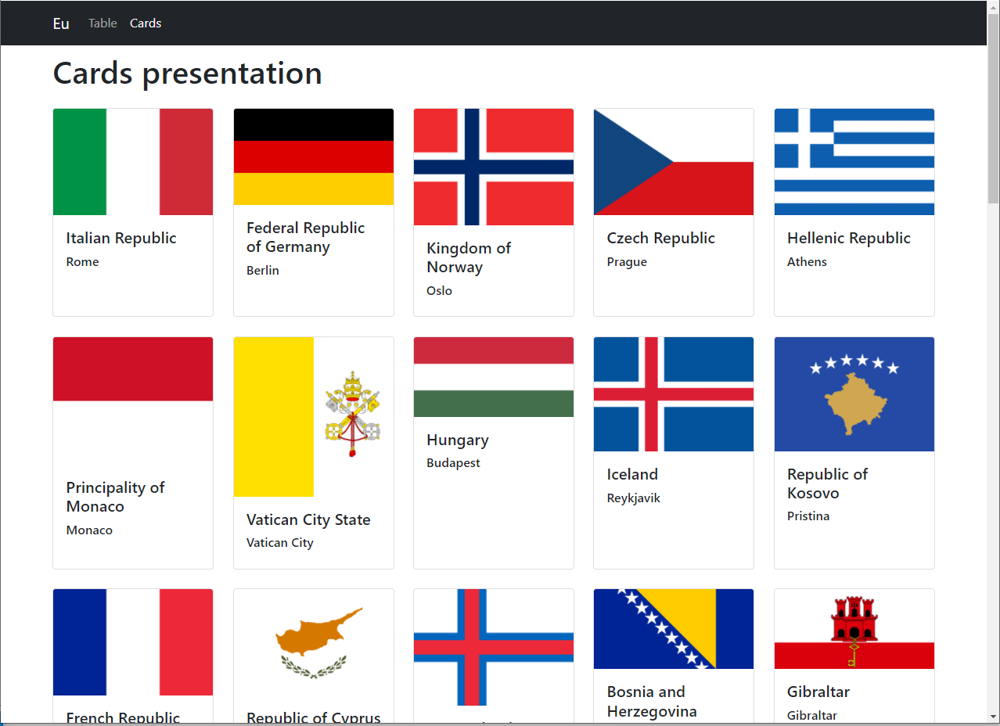 Eu Table Cards
Cards presentation
Italian Republic
Rome
Federal Republic
of Germany
Berlin
Kingdom of
Norway
Oslo
Czech Republic
Prague
Hellenic Republic
Athens
Principality of
Monaco
Monaco
Vatican City State
Vatican City
Hungary
Budapest
Iceland
Reykjavik
Republic of
Kosovo
Pristina
French Republic
Republic of Cyprus
Bosnia and
Herzegovina
Gibraltar
Gibraltar